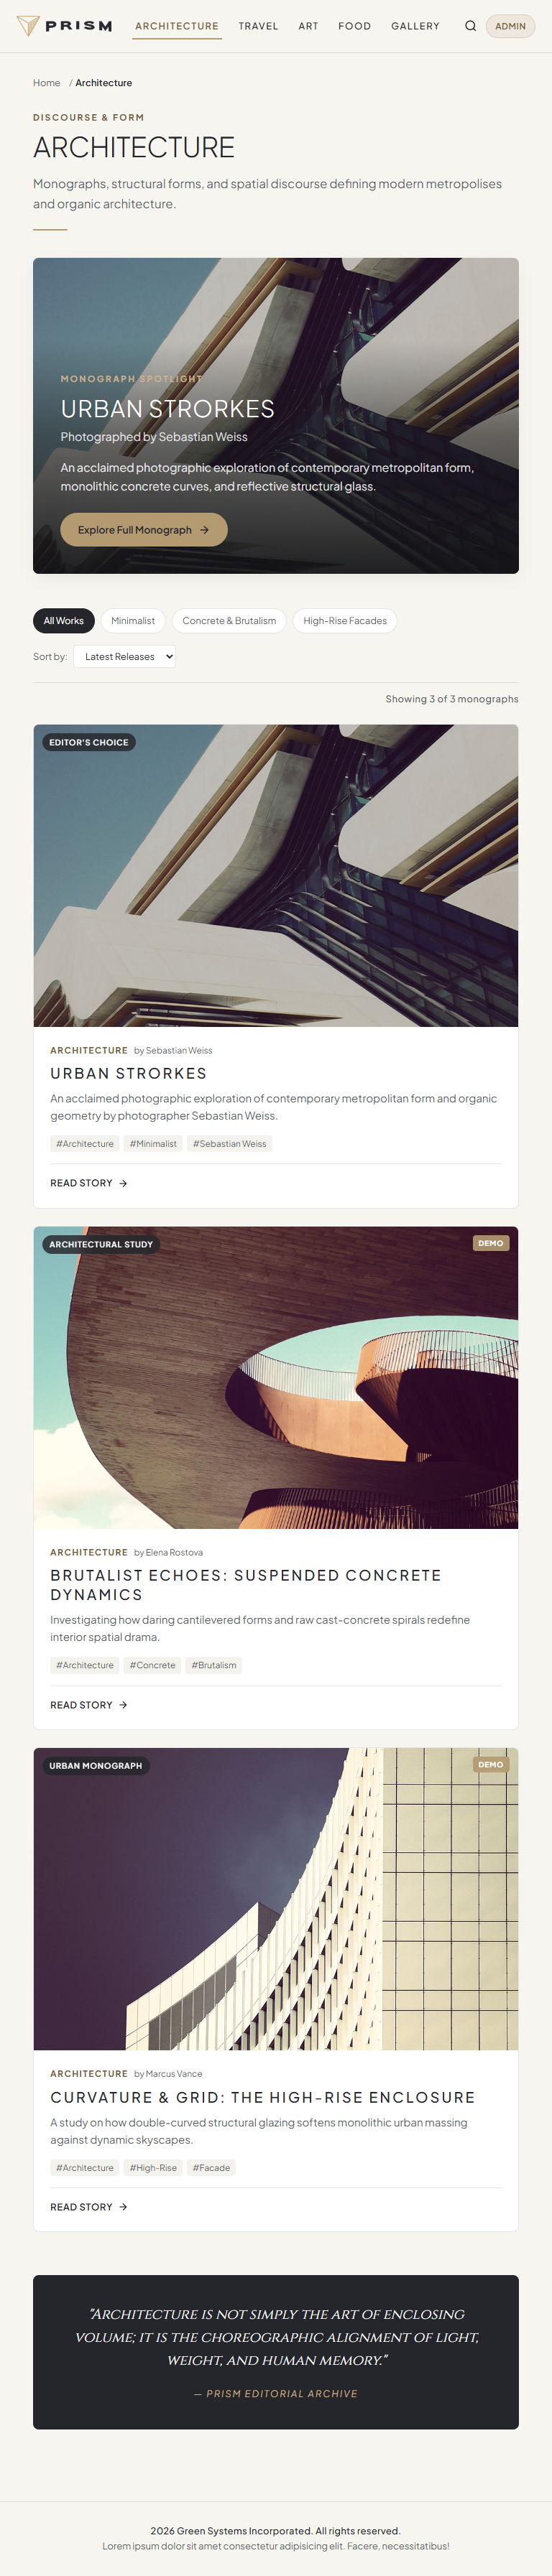 PRISM
ARCHITECTURE TRAVEL ART FOOD GALLERY ADMIN
Home / Architecture
DISCOURSE & FORM
ARCHITECTURE
Monographs, structural forms, and spatial discourse defining modern metropolises
and organic architecture.
MONOGRAPH SPOTLIGHT
URBAN STRORKES
Photographed by Sebastian Weiss
An acclaimed photographic exploration of contemporary metropolitan form,
monolithic concrete curves, and reflective structural glass.
Explore Full Monograph →
All Works Minimalist Concrete & Brutalism High-Rise Facades
Sort by: Latest Releases
Showing 3 of 3 monographs
EDITOR'S CHOICE
ARCHITECTURE by Sebastian Weiss
URBAN STRORKES
An acclaimed photographic exploration of contemporary metropolitan form and organic
geometry by photographer Sebastian Weiss.
#Architecture #Minimalist #Sebastian Weiss
READ STORY →
ARCHITECTURAL STUDY DEMO
ARCHITECTURE by Elena Rostova
BRUTALIST ECHOES: SUSPENDED CONCRETE
DYNAMICS
Investigating how daring cantilevered forms and raw cast-concrete spirals redefine
interior spatial drama.
#Architecture #Concrete #Brutalism
READ STORY →
URBAN MONOGRAPH DEMO
ARCHITECTURE by Marcus Vance
CURVATURE & GRID: THE HIGH-RISE ENCLOSURE
A study on how double-curved structural glazing softens monolithic urban massing
against dynamic skyscapes.
#Architecture #High-Rise #Facade
READ STORY →
"ARCHITECTURE IS NOT SIMPLY THE ART OF ENCLOSING
VOLUME; IT IS THE CHOREOGRAPHIC ALIGNMENT OF LIGHT,
WEIGHT, AND HUMAN MEMORY."
— PRISM EDITORIAL ARCHIVE
2026 Green Systems Incorporated. All rights reserved.
Lorem ipsum dolor sit amet consectetur adipisicing elit. Facere, necessitatibus!